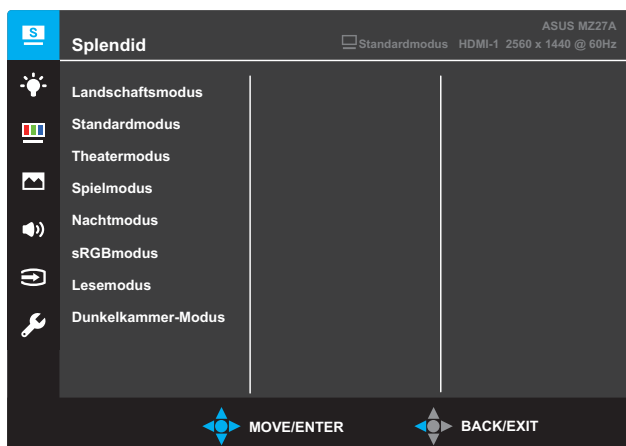 S
ASUS MZ27A
Splendid
Standardmodus HDMI-1 2560 x 1440 @ 60Hz
Landschaftsmodus
Standardmodus
Theatermodus
Spielmodus
Nachtmodus
sRGBmodus
Lesemodus
Dunkelkammer-Modus
MOVE/ENTER BACK/EXIT